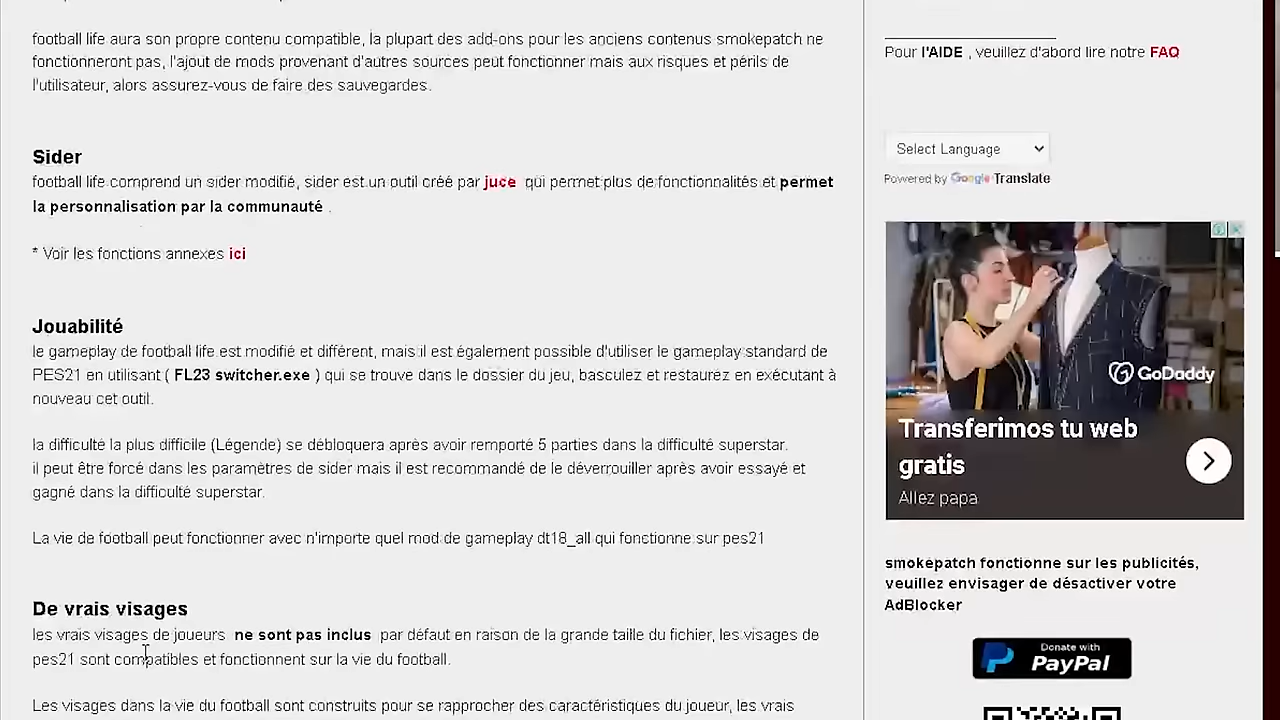 football life aura son propre contenu compatible, la plupart des add-ons pour les anciens contenus smokepatch ne
fonctionneront pas, l'ajout de mods provenant d'autres sources peut fonctionner mais aux risques et périls de
l'utilisateur, alors assurez-vous de faire des sauvegardes.
Sider
football life comprend un sider modifié, sider est un outil créé par juce qui permet plus de fonctionnalités et permet
la personnalisation par la communauté .
* Voir les fonctions annexes ici
Jouabilité
le gameplay de football life est modifié et différent, mais il est également possible d'utiliser le gameplay standard de
PES21 en utilisant ( FL23 switcher.exe ) qui se trouve dans le dossier du jeu, basculez et restaurez en exécutant à
nouveau cet outil.
la difficulté la plus difficile (Légende) se débloquera après avoir remporté 5 parties dans la difficulté superstar.
il peut être forcé dans les paramètres de sider mais il est recommandé de le déverrouiller après avoir essayé et
gagné dans la difficulté superstar.
La vie de football peut fonctionner avec n'importe quel mod de gameplay dt18_all qui fonctionne sur pes21
De vrais visages
les vrais visages de joueurs ne sont pas inclus par défaut en raison de la grande taille du fichier, les visages de
pes21 sont compatibles et fonctionnent sur la vie du football.
Les visages dans la vie du football sont construits pour se rapprocher des caractéristiques du joueur, les vrais
Pour l'AIDE , veuillez d'abord lire notre FAQ
Select Language
Powered by Google Translate
GoDaddy
Transferimos tu web
gratis
Allez papa
smokepatch fonctionne sur les publicités,
veuillez envisager de désactiver votre
AdBlocker
Donate with
PayPal